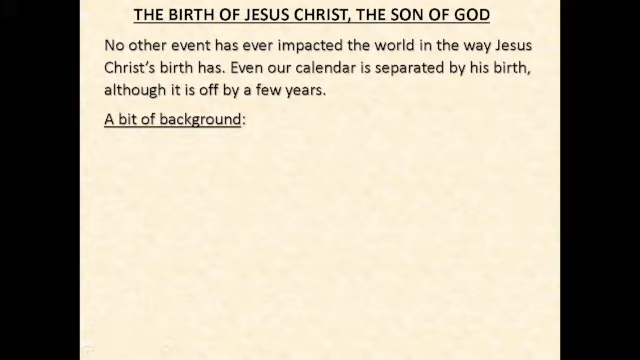 THE BIRTH OF JESUS CHRIST, THE SON OF GOD
No other event has ever impacted the world in the way Jesus
Christ's birth has. Even our calendar is separated by his birth,
although it is off by a few years.
A bit of background: